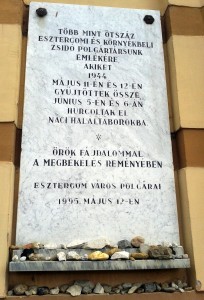 TÖBB MINT ÖTSZÁZ
ESZTERGOMI ÉS KÖRNYÉKBELI
ZSIDÓ POLGÁRTÁRSUNK
EMLÉKÉRE
AKIKET
1944
MÁJUS 11-ÉN ÉS 12-ÉN
GYŰJTÖTTEK ÖSSZE
JÚNIUS 5-ÉN ÉS 6-ÁN
HURCOLTAK EL
NÁCI HALÁLTÁBOROKBA
ÖRÖK FÁJDALOMMAL
A MEGBÉKÉLÉS REMÉNYÉBEN
ESZTERGOM VÁROS POLGÁRAI
1995. MÁJUS 12-ÉN